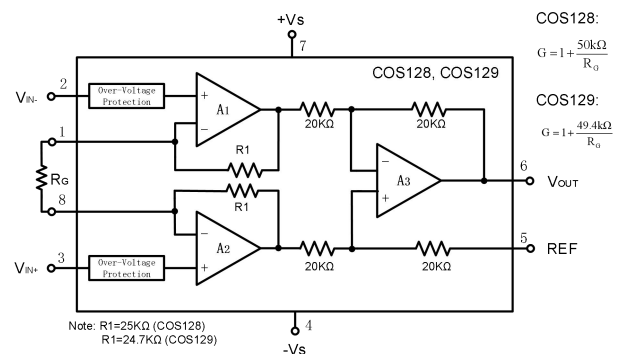 +Vs
7
COS128, COS129
COS128:
G = 1 + 50kΩ / RG
COS129:
G = 1 + 49.4kΩ / RG
2
VIN-
Over-Voltage
Protection
+
A1
−
20KΩ
20KΩ
1
R1
RG
R1
−
A3
+
6
VOUT
8
−
A2
+
3
VIN+
Over-Voltage
Protection
20KΩ
20KΩ
5
REF
Note: R1=25KΩ (COS128)
R1=24.7KΩ (COS129)
4
-Vs